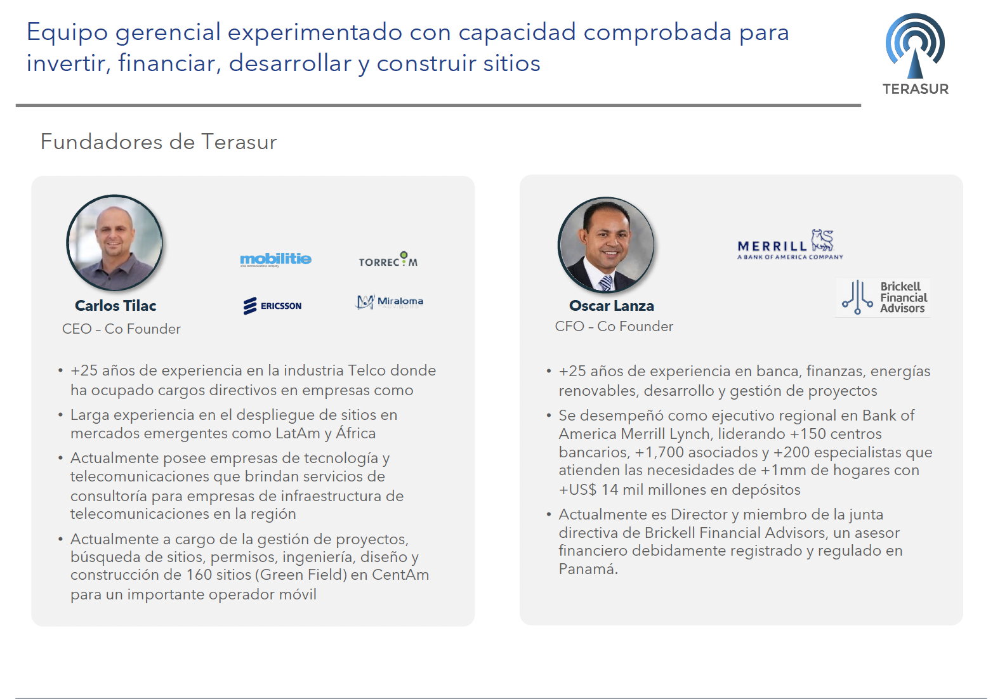 Equipo gerencial experimentado con capacidad comprobada para
invertir, financiar, desarrollar y construir sitios
TERASUR
Fundadores de Terasur
mobilitie
TORRECOM
ERICSSON
Miraloma
ADVISORS
Carlos Tilac
CEO – Co Founder
+25 años de experiencia en la industria Telco donde
ha ocupado cargos directivos en empresas como
Larga experiencia en el despliegue de sitios en
mercados emergentes como LatAm y África
Actualmente posee empresas de tecnología y
telecomunicaciones que brindan servicios de
consultoría para empresas de infraestructura de
telecomunicaciones en la región
Actualmente a cargo de la gestión de proyectos,
búsqueda de sitios, permisos, ingeniería, diseño y
construcción de 160 sitios (Green Field) en CentAm
para un importante operador móvil
MERRILL
A BANK OF AMERICA COMPANY
Brickell
Financial
Advisors
Oscar Lanza
CFO – Co Founder
+25 años de experiencia en banca, finanzas, energías
renovables, desarrollo y gestión de proyectos
Se desempeñó como ejecutivo regional en Bank of
America Merrill Lynch, liderando +150 centros
bancarios, +1,700 asociados y +200 especialistas que
atienden las necesidades de +1mm de hogares con
+US$ 14 mil millones en depósitos
Actualmente es Director y miembro de la junta
directiva de Brickell Financial Advisors, un asesor
financiero debidamente registrado y regulado en
Panamá.